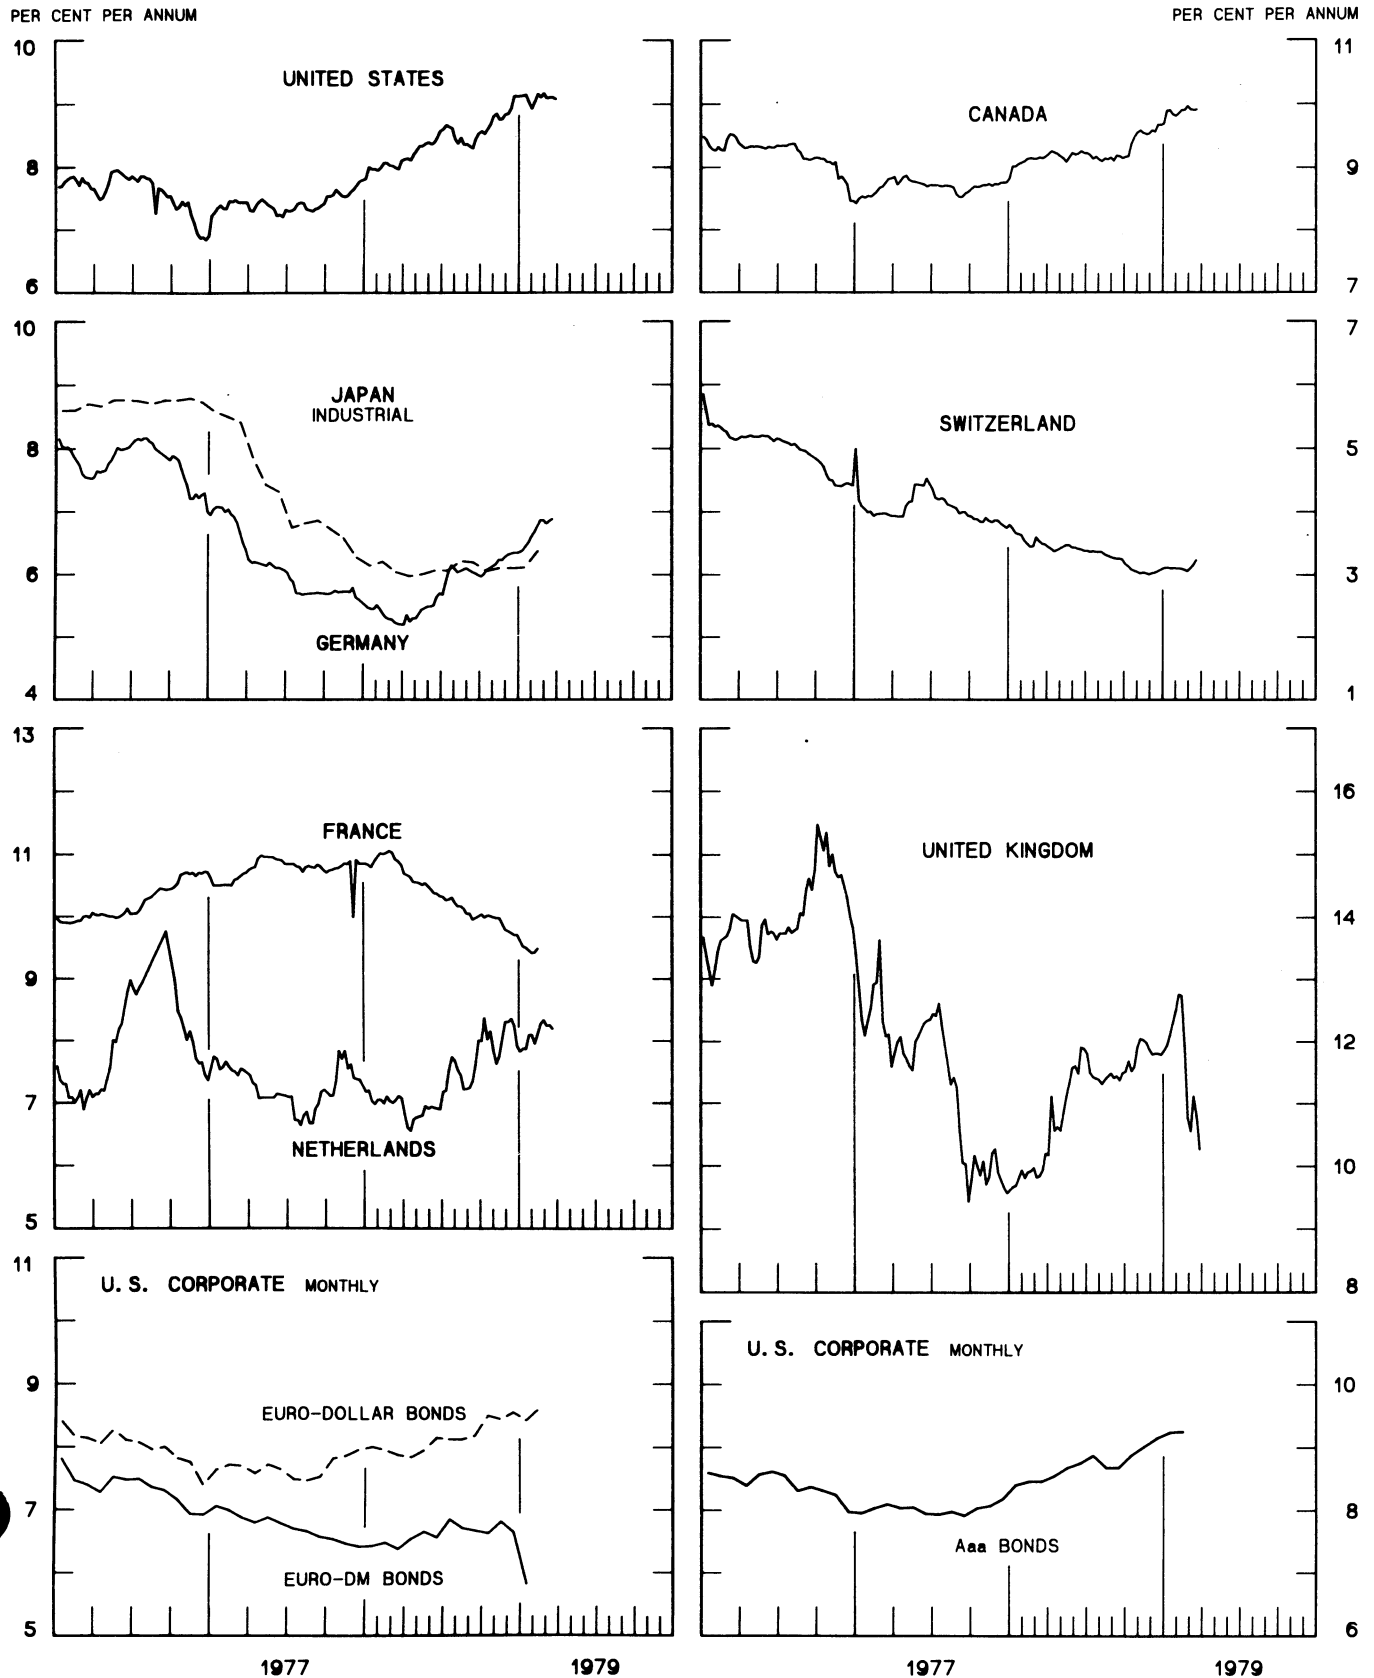 PER CENT PER ANNUM
PER CENT PER ANNUM
10
UNITED STATES
8
6
CANADA
11
9
7
10
JAPAN
INDUSTRIAL
8
6
GERMANY
4
SWITZERLAND
7
5
3
1
13
FRANCE
11
9
7
NETHERLANDS
5
UNITED KINGDOM
16
14
12
10
8
11
U.S. CORPORATE MONTHLY
9
EURO-DOLLAR BONDS
7
EURO-DM BONDS
5
1977
1979
U.S. CORPORATE MONTHLY
10
8
Aaa BONDS
6
1977
1979